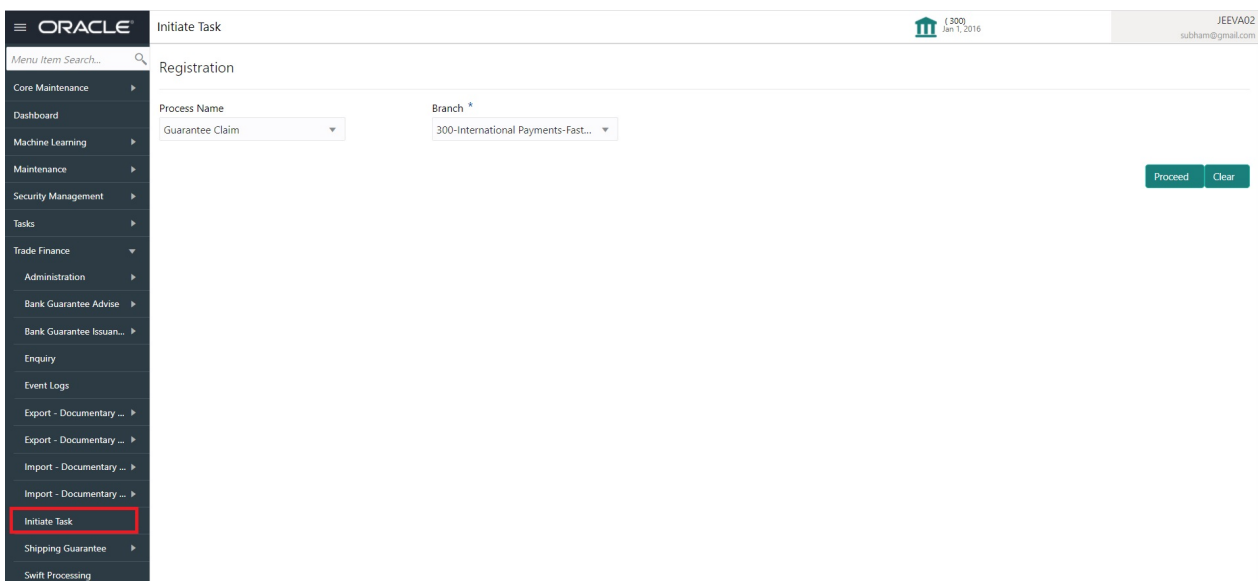 ORACLE
Initiate Task
(300)
Jan 1, 2016
JEEVA02
subham@gmail.com
Menu Item Search...
Core Maintenance
Dashboard
Machine Learning
Maintenance
Security Management
Tasks
Trade Finance
Administration
Bank Guarantee Advise
Bank Guarantee Issuan...
Enquiry
Event Logs
Export - Documentary ...
Export - Documentary ...
Import - Documentary ...
Import - Documentary ...
Initiate Task
Shipping Guarantee
Swift Processing
Registration
Process Name
Guarantee Claim
Branch *
300-International Payments-Fast...
Proceed
Clear